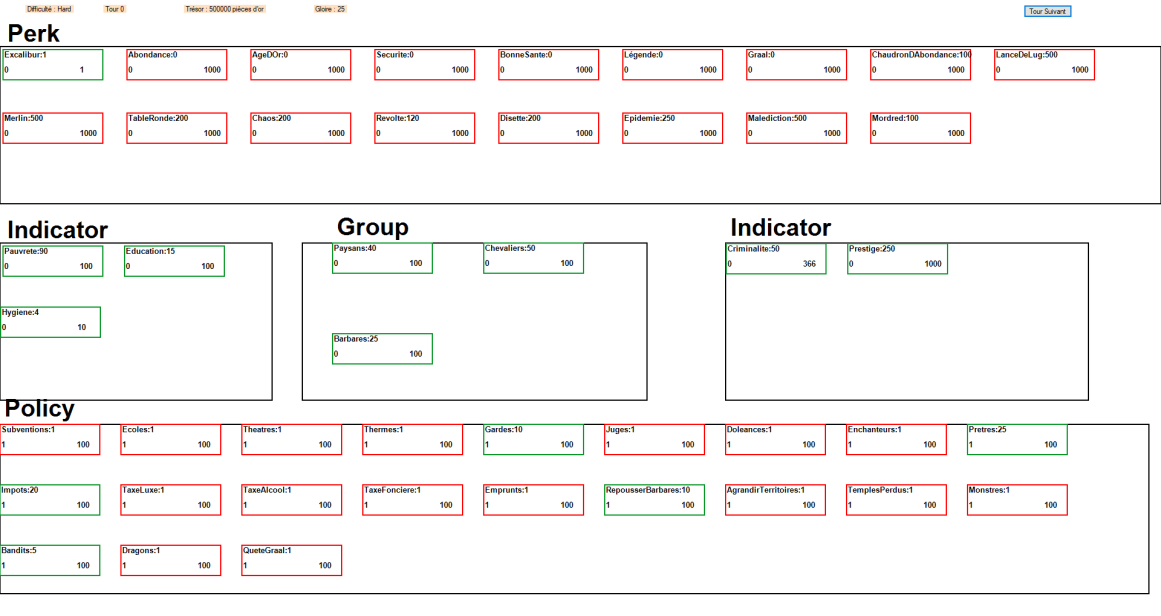 Difficulté : Hard Tour 0 Trésor : 500000 pièces d'or Gloire : 25 Tour Suivant
Perk
Excalibur:1 Abondance:0 AgeDOr:0 Securite:0 BonneSante:0 Légende:0 Graal:0 ChaudronDAbondance:100 LanceDeLug:500
0 1 0 1000 0 1000 0 1000 0 1000 0 1000 0 1000 0 1000 0 1000
Merlin:500 TableRonde:200 Chaos:200 Revolte:120 Disette:200 Epidemie:250 Malediction:500 Mordred:100
0 1000 0 1000 0 1000 0 1000 0 1000 0 1000 0 1000 0 1000
Indicator Group Indicator
Pauvrete:90 Education:15 Paysans:40 Chevaliers:50 Criminalite:50 Prestige:250
0 100 0 100 0 100 0 100 0 366 0 1000
Hygiene:4
0 10
Barbares:25
0 100
Policy
Subventions:1 Ecoles:1 Theatres:1 Thermes:1 Gardes:10 Juges:1 Doleances:1 Enchanteurs:1 Pretres:25
1 100 1 100 1 100 1 100 1 100 1 100 1 100 1 100 1 100
Impots:20 TaxeLuxe:1 TaxeAlcool:1 TaxeFonciere:1 Emprunts:1 RepousserBarbares:10 AgrandirTerritoires:1 TemplesPerdus:1 Monstres:1
1 100 1 100 1 100 1 100 1 100 1 100 1 100 1 100 1 100
Bandits:5 Dragons:1 QueteGraal:1
1 100 1 100 1 100